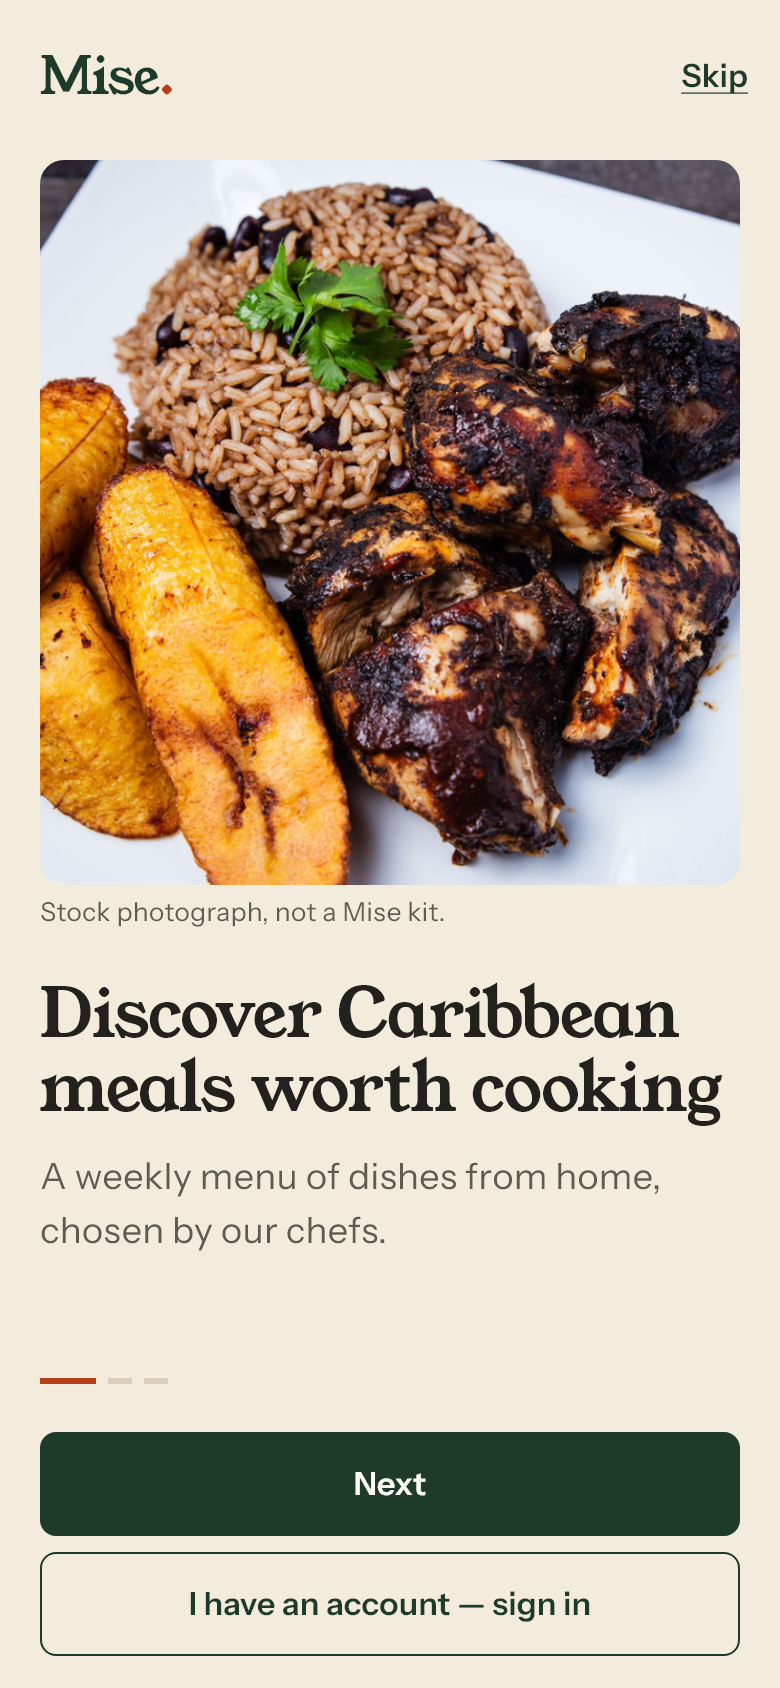 Mise.
Skip
Stock photograph, not a Mise kit.
Discover Caribbean
meals worth cooking
A weekly menu of dishes from home,
chosen by our chefs.
Next
I have an account — sign in